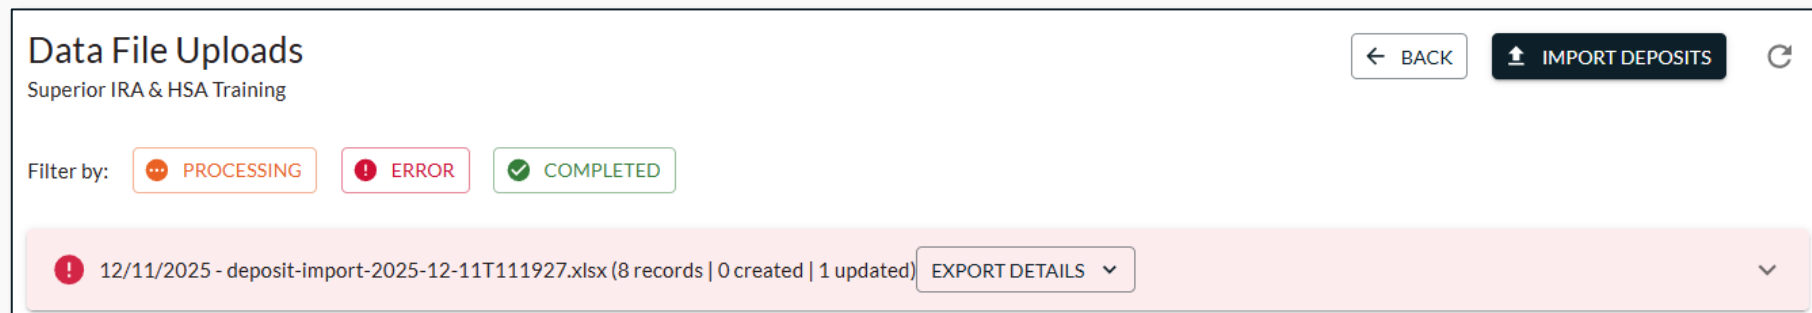 Data File Uploads
Superior IRA & HSA Training
BACK
IMPORT DEPOSITS
Filter by:
PROCESSING
ERROR
COMPLETED
12/11/2025 - deposit-import-2025-12-11T111927.xlsx (8 records | 0 created | 1 updated)
EXPORT DETAILS